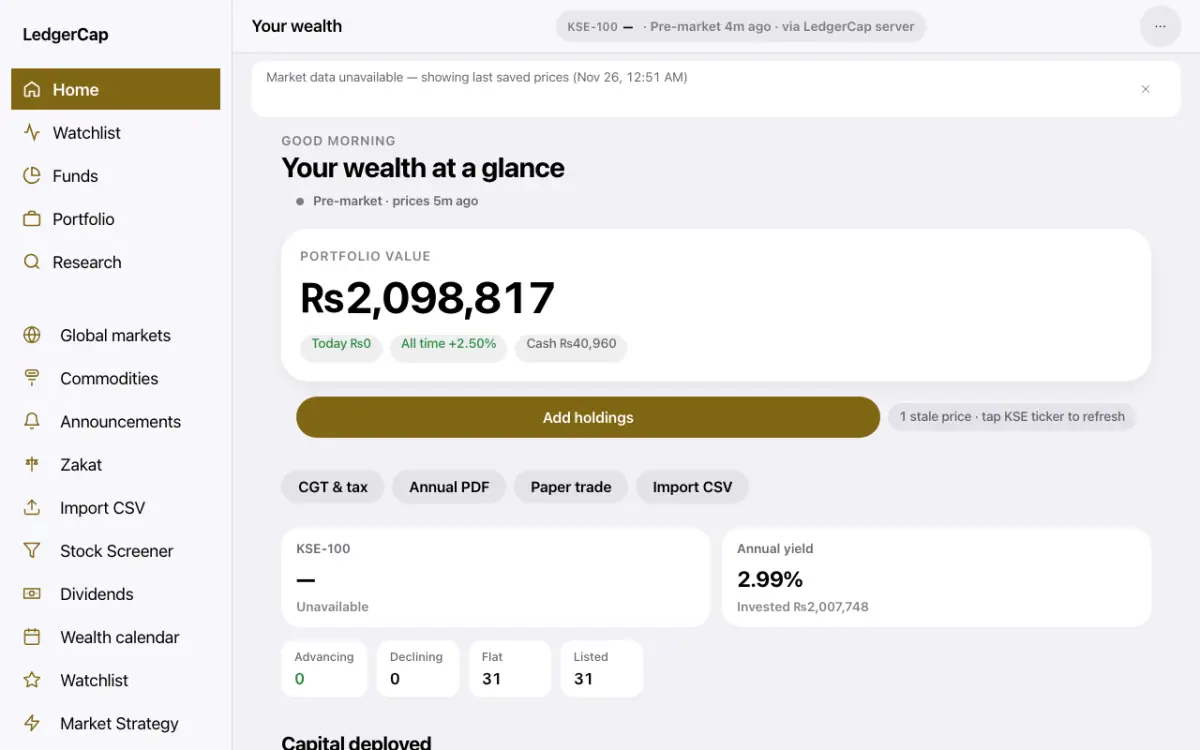 LedgerCap
Home
Watchlist
Funds
Portfolio
Research
Global markets
Commodities
Announcements
Zakat
Import CSV
Stock Screener
Dividends
Wealth calendar
Watchlist
Market Strategy
Your wealth
KSE-100 — · Pre-market 4m ago · via LedgerCap server
...
Market data unavailable — showing last saved prices (Nov 26, 12:51 AM)
×
GOOD MORNING
Your wealth at a glance
Pre-market · prices 5m ago
PORTFOLIO VALUE
Rs2,098,817
Today Rs0
All time +2.50%
Cash Rs40,960
Add holdings
1 stale price · tap KSE ticker to refresh
CGT & tax
Annual PDF
Paper trade
Import CSV
KSE-100
—
Unavailable
Annual yield
2.99%
Invested Rs2,007,748
Advancing
0
Declining
0
Flat
31
Listed
31
Capital deployed